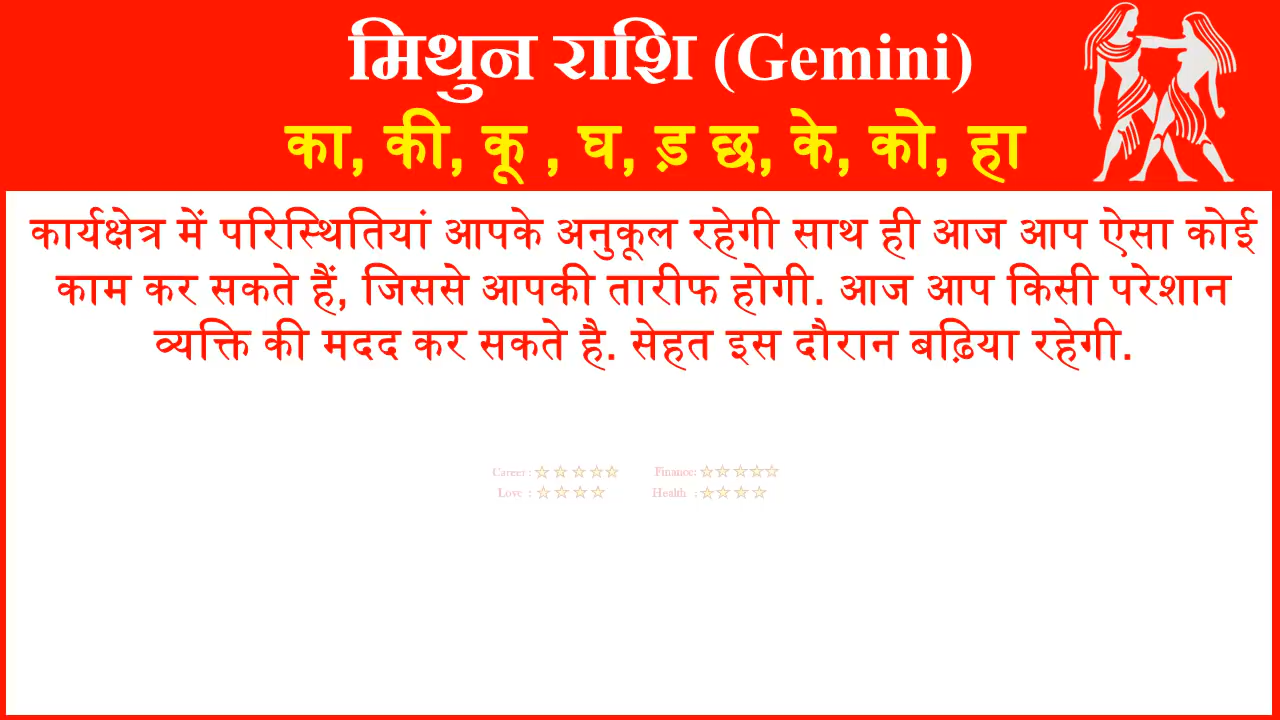 मिथुन राशि (Gemini)
का, की, कू , घ, ड़ छ, के, को, हा
कार्यक्षेत्र में परिस्थितियां आपके अनुकूल रहेगी साथ ही आज आप ऐसा कोई
काम कर सकते हैं, जिससे आपकी तारीफ होगी. आज आप किसी परेशान
व्यक्ति की मदद कर सकते है. सेहत इस दौरान बढ़िया रहेगी.
Career : ☆ ☆ ☆ ☆ ☆ Finance: ☆ ☆ ☆ ☆ ☆
Love : ☆ ☆ ☆ ☆ Health : ☆ ☆ ☆ ☆